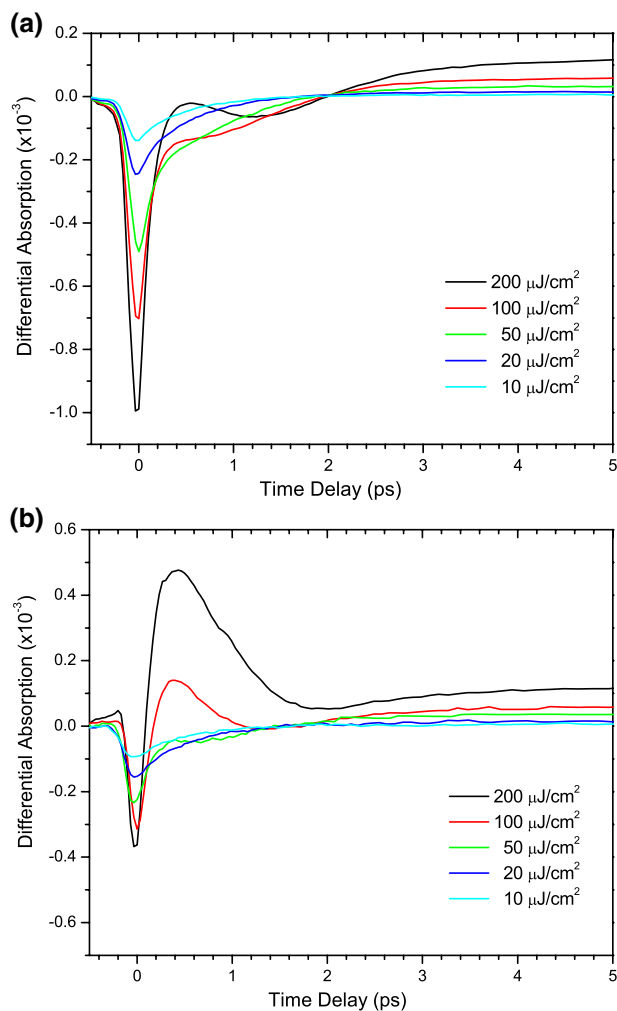 (a)
0.2
0.0
-0.2
-0.4
-0.6
-0.8
-1.0
Differential Absorption (x10⁻³)
200 μJ/cm²
100 μJ/cm²
50 μJ/cm²
20 μJ/cm²
10 μJ/cm²
0 1 2 3 4 5
Time Delay (ps)
(b)
0.6
0.4
0.2
0.0
-0.2
-0.4
-0.6
Differential Absorption (x10⁻³)
200 μJ/cm²
100 μJ/cm²
50 μJ/cm²
20 μJ/cm²
10 μJ/cm²
0 1 2 3 4 5
Time Delay (ps)